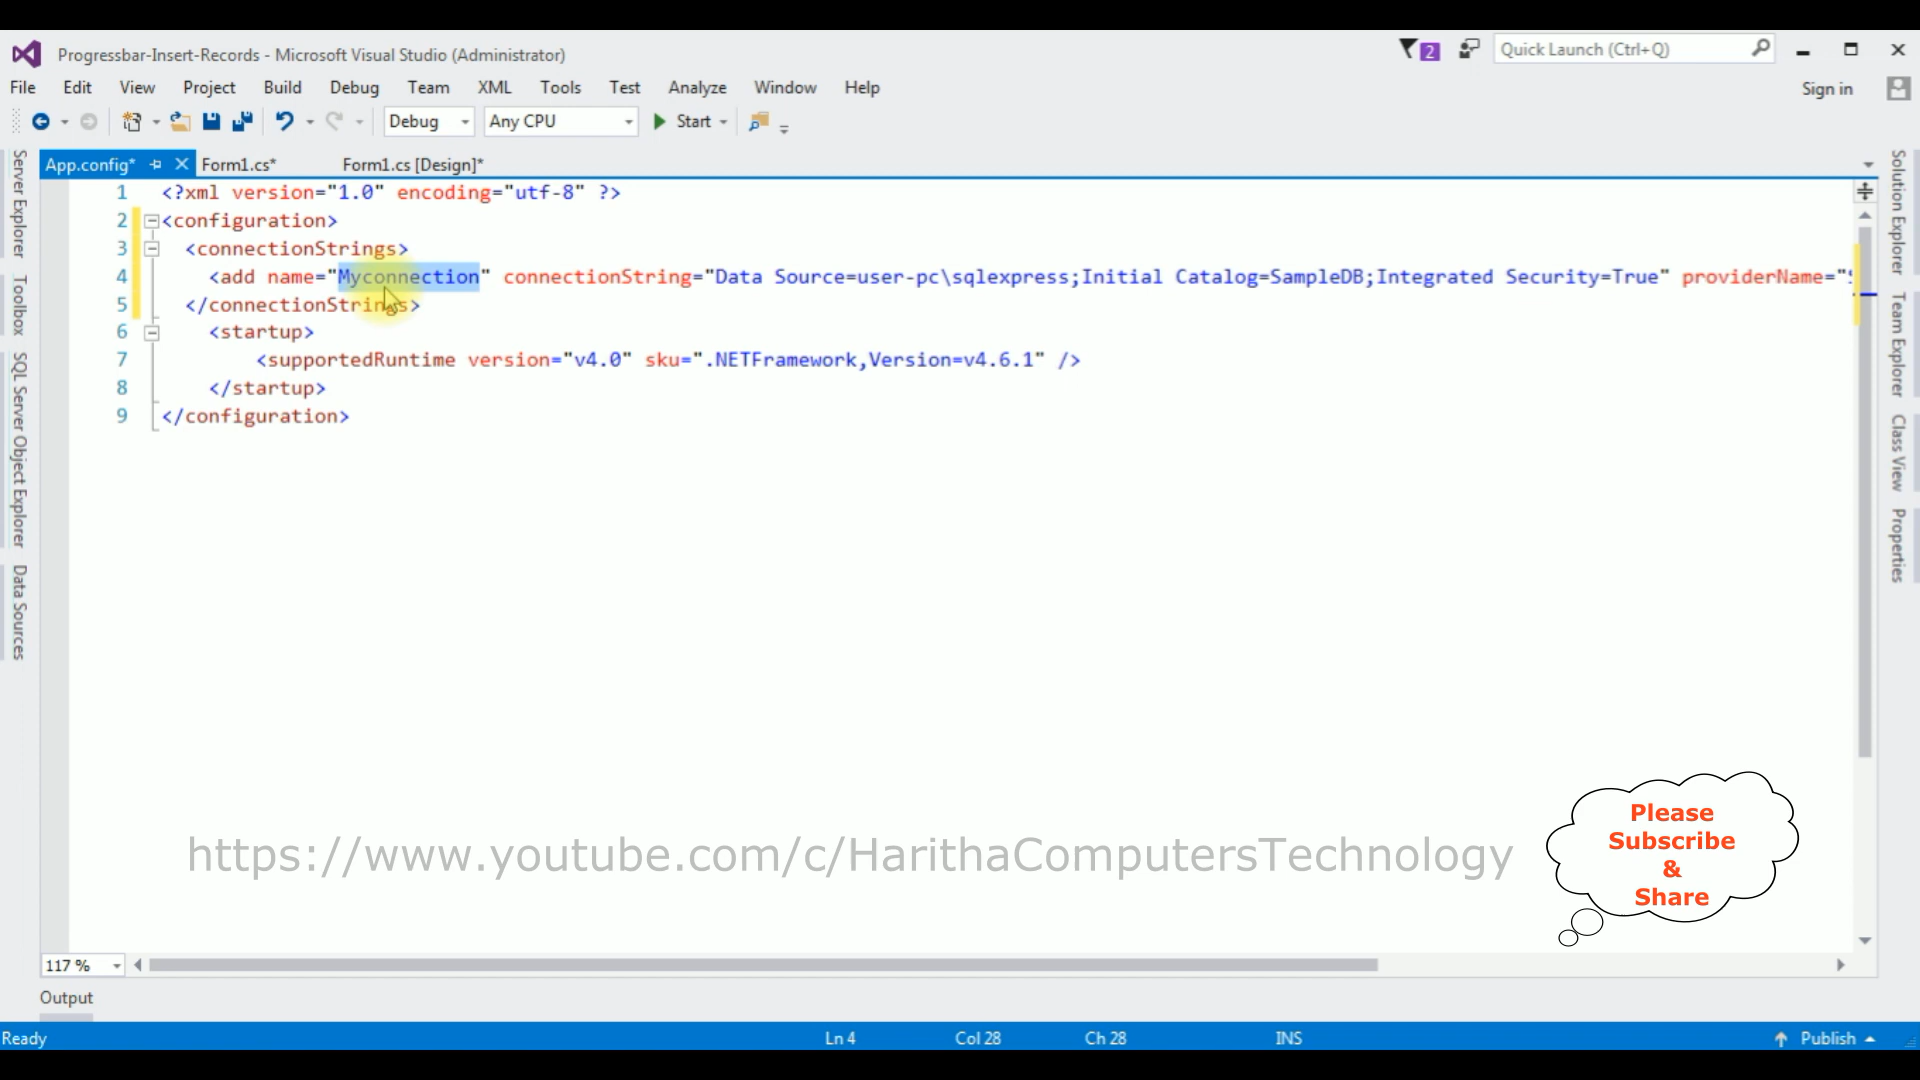 Progressbar-Insert-Records - Microsoft Visual Studio (Administrator)
2
Quick Launch (Ctrl+Q)
File Edit View Project Build Debug Team XML Tools Test Analyze Window Help
Sign in
Debug Any CPU Start
App.config* Form1.cs* Form1.cs [Design]*
1 <?xml version="1.0" encoding="utf-8" ?>
2 <configuration>
3 <connectionStrings>
4 <add name="Myconnection" connectionString="Data Source=user-pc\sqlexpress;Initial Catalog=SampleDB;Integrated Security=True" providerName="
5 </connectionStrings>
6 <startup>
7 <supportedRuntime version="v4.0" sku=".NETFramework,Version=v4.6.1" />
8 </startup>
9 </configuration>
Server Explorer
Toolbox
SQL Server Object Explorer
Data Sources
Solution Explorer
Team Explorer
Class View
Properties
Please
Subscribe
&
Share
https://www.youtube.com/c/HarithaComputersTechnology
117 %
Output
Ready Ln 4 Col 28 Ch 28 INS Publish